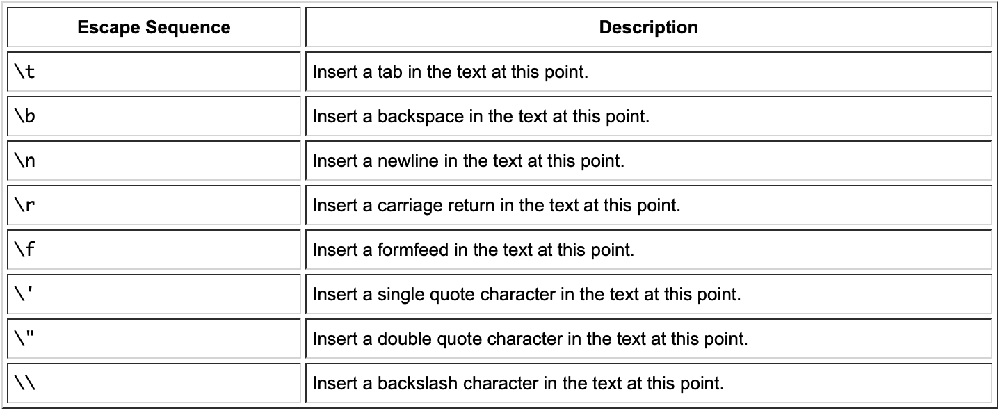 Escape Sequence Description
\t Insert a tab in the text at this point.
\b Insert a backspace in the text at this point.
\n Insert a newline in the text at this point.
\r Insert a carriage return in the text at this point.
\f Insert a formfeed in the text at this point.
\' Insert a single quote character in the text at this point.
\" Insert a double quote character in the text at this point.
\\ Insert a backslash character in the text at this point.